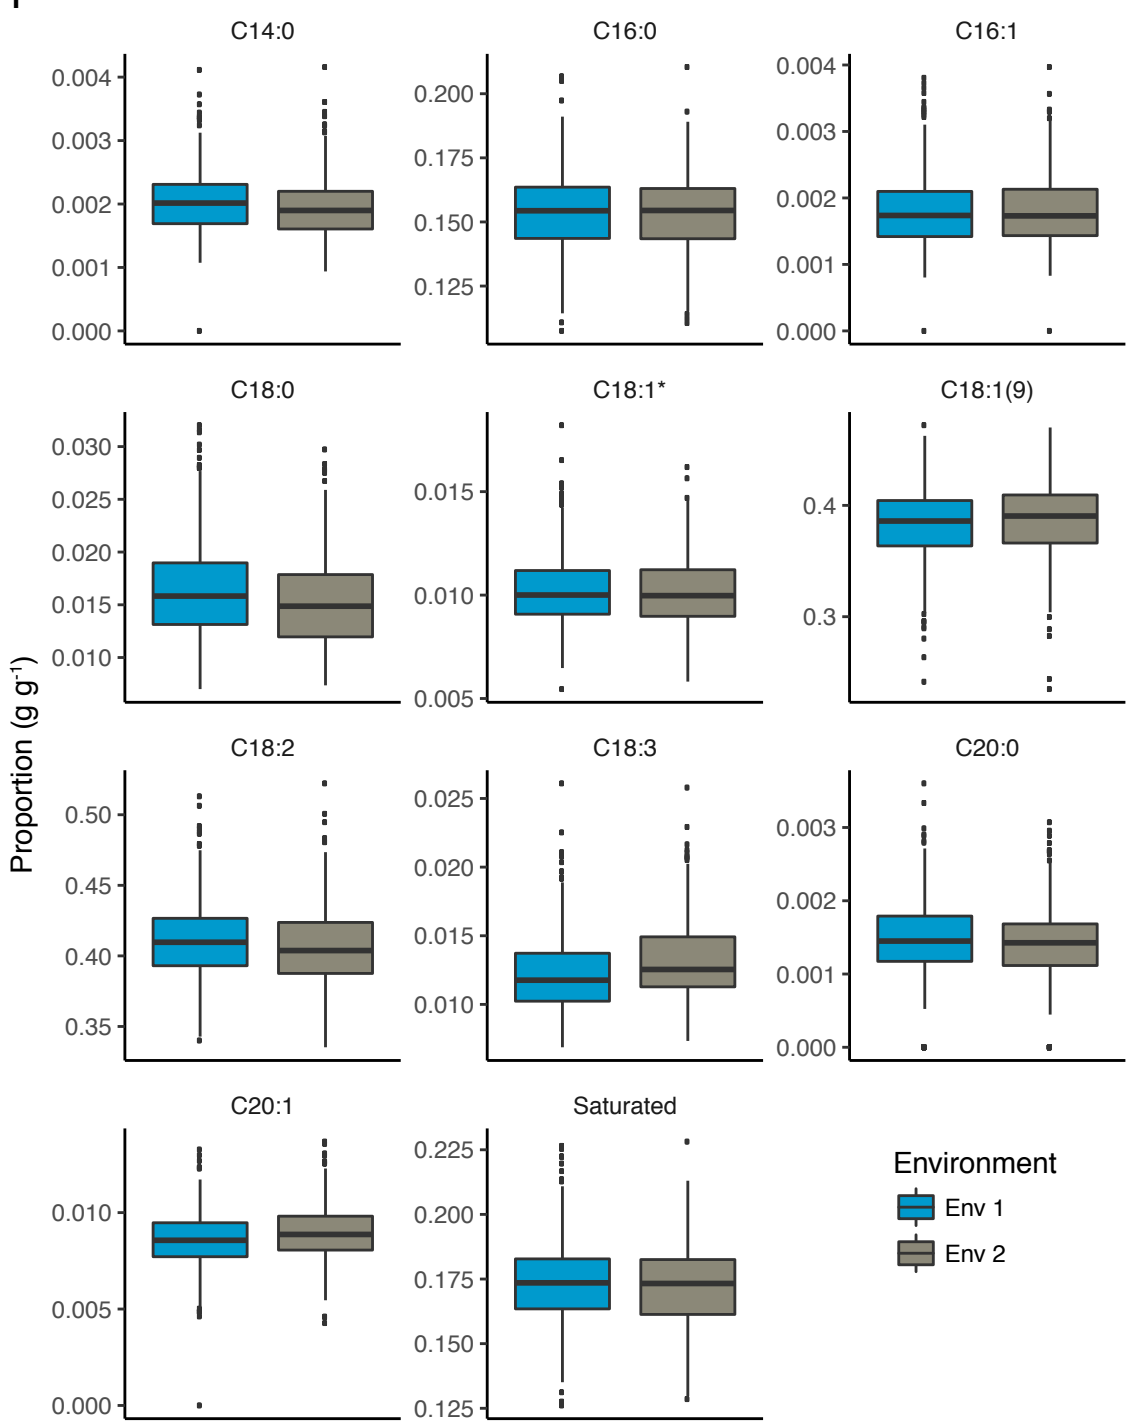 C14:0 C16:0 C16:1
0.004 0.200 0.004
0.003 0.175 0.003
0.002 0.150 0.002
0.001 0.125 0.001
0.000 0.000
C18:0 C18:1* C18:1(9)
0.030 0.015 0.4
0.025 0.010 0.3
0.020 0.005
0.015
0.010
Proportion (g g-1)
C18:2 C18:3 C20:0
0.50 0.025 0.003
0.45 0.020 0.002
0.40 0.015 0.001
0.35 0.010 0.000
C20:1 Saturated
0.010 0.225
0.005 0.200
0.000 0.175
0.150
0.125
Environment
Env 1
Env 2